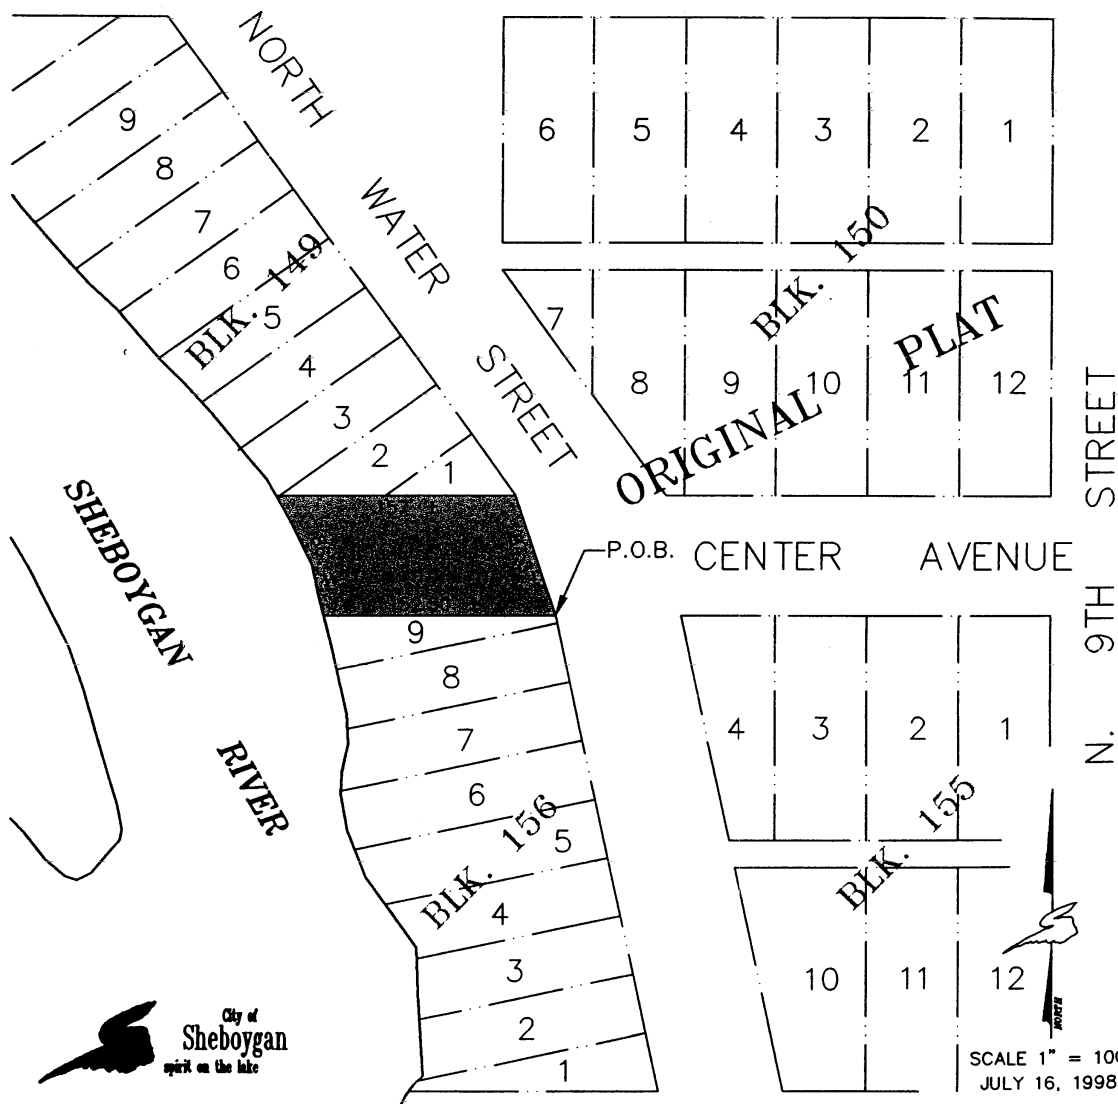 NORTH WATER STREET
6 5 4 3 2 1
BLK. 150
7 8 9 10 11 12
ORIGINAL PLAT
9
8
7
6
5
4
3
2
1
BLK. 149
SHEBOYGAN RIVER
P.O.B.
CENTER AVENUE
N. 9TH STREET
9
8
7
6
5
4
3
2
1
BLK. 156
4 3 2 1
BLK. 155
10 11 12
NORTH
City of
Sheboygan
spirit on the lake
SCALE 1" = 100
JULY 16, 1998